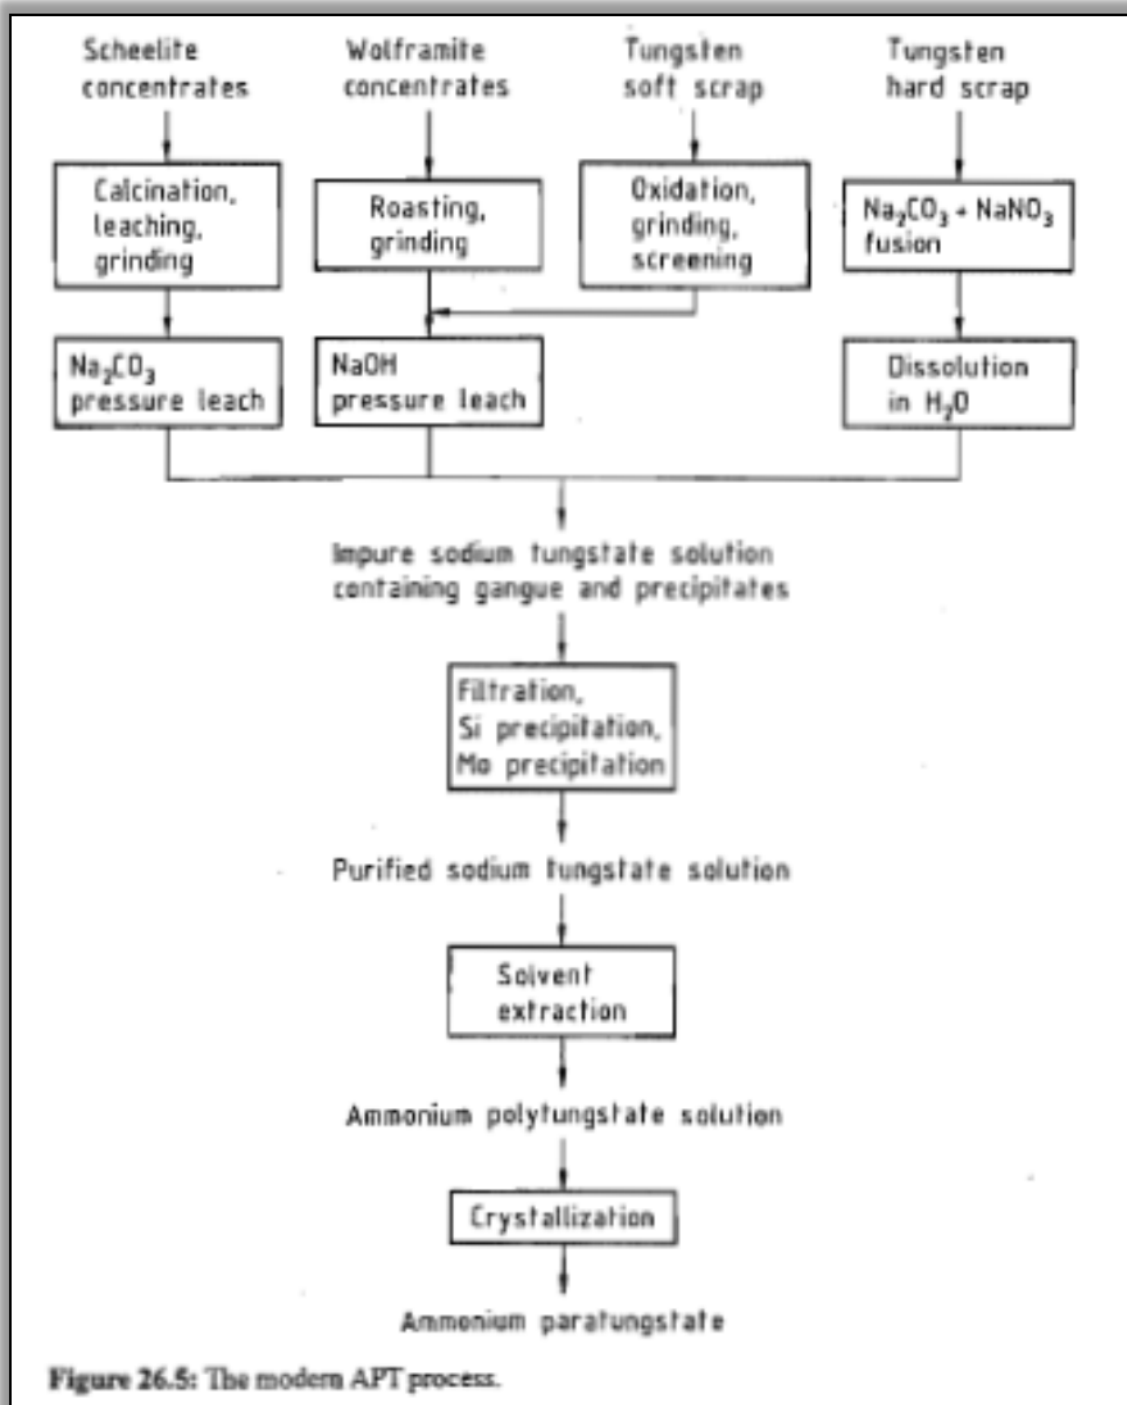 Scheelite
concentrates
Wolframite
concentrates
Tungsten
soft scrap
Tungsten
hard scrap
Calcination,
leaching,
grinding
Roasting,
grinding
Oxidation,
grinding,
screening
Na₂CO₃ + NaNO₃
fusion
Na₂CO₃
pressure leach
NaOH
pressure leach
Dissolution
in H₂O
Impure sodium tungstate solution
containing gangue and precipitates
Filtration,
Si precipitation,
Mo precipitation
Purified sodium tungstate solution
Solvent
extraction
Ammonium polytungstate solution
Crystallization
Ammonium paratungstate
Figure 26.5: The modern APT process.